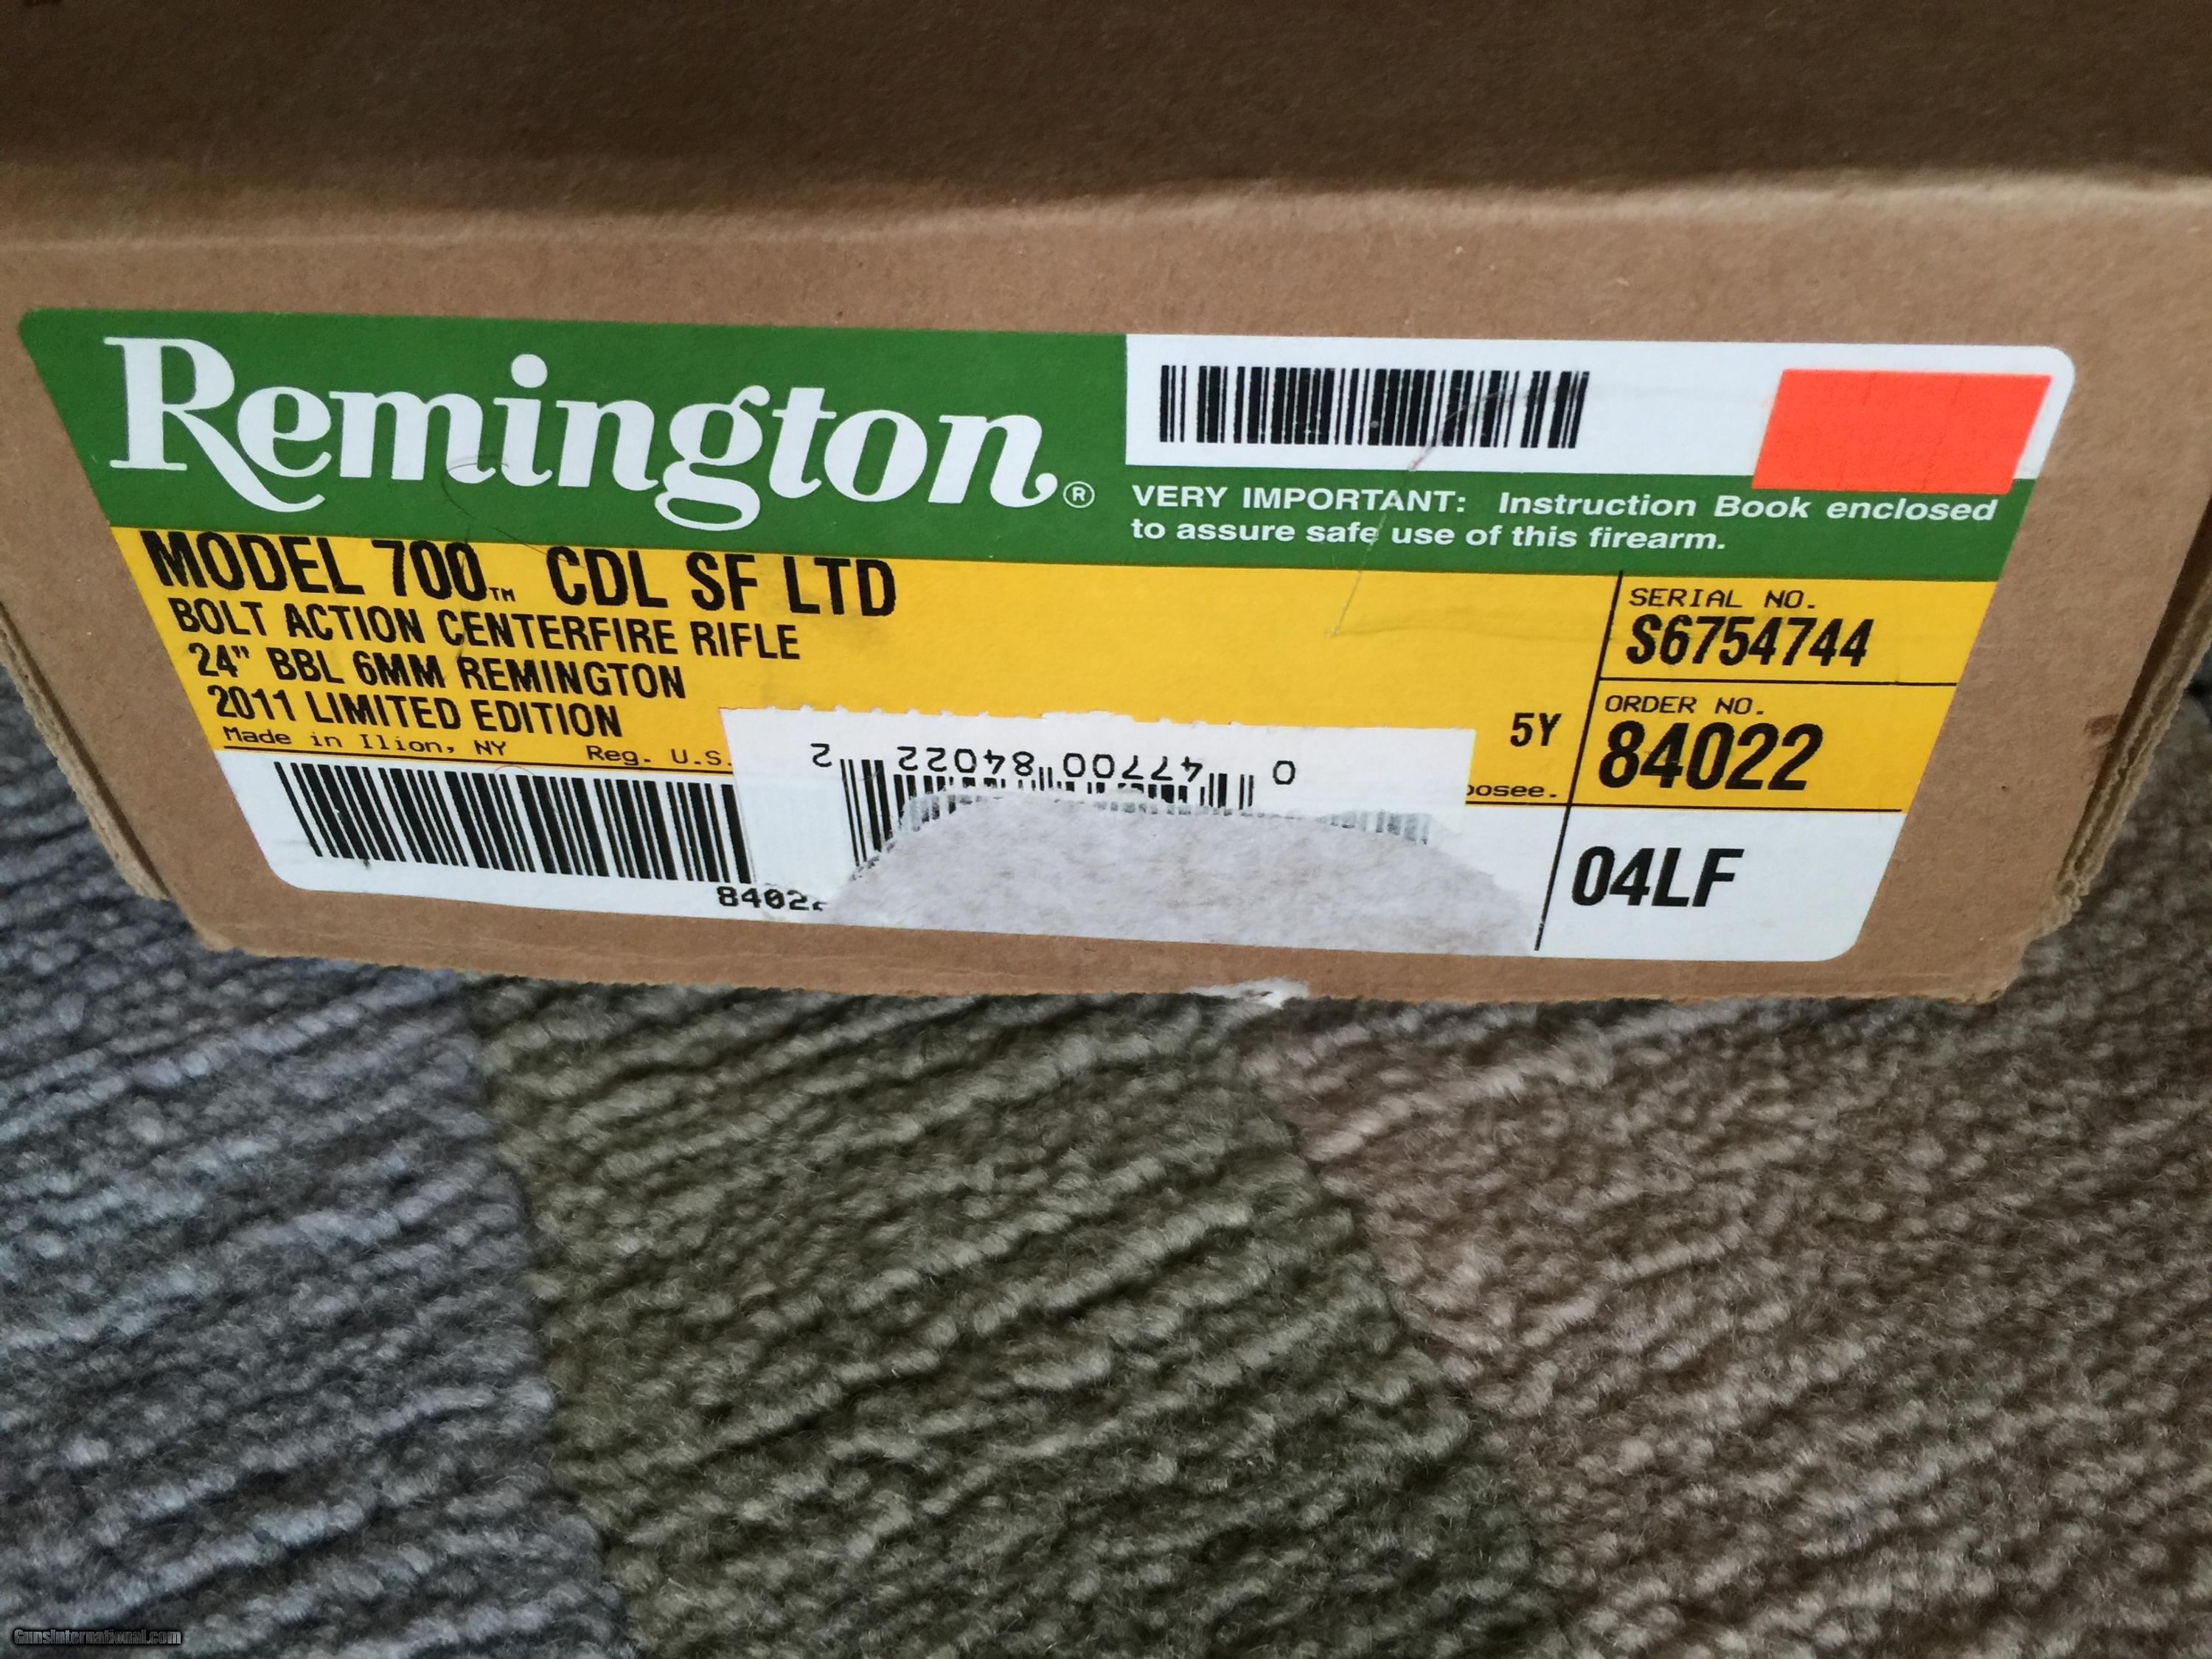 Remington®
VERY IMPORTANT: Instruction Book enclosed
to assure safe use of this firearm.
MODEL 700™ CDL SF LTD
BOLT ACTION CENTERFIRE RIFLE
24" BBL 6MM REMINGTON
2011 LIMITED EDITION
Made in Ilion, NY Reg. U.S.
5Y
SERIAL NO.
S6754744
ORDER NO.
84022
04LF
0 47700 84022 2
GunsInternational.com